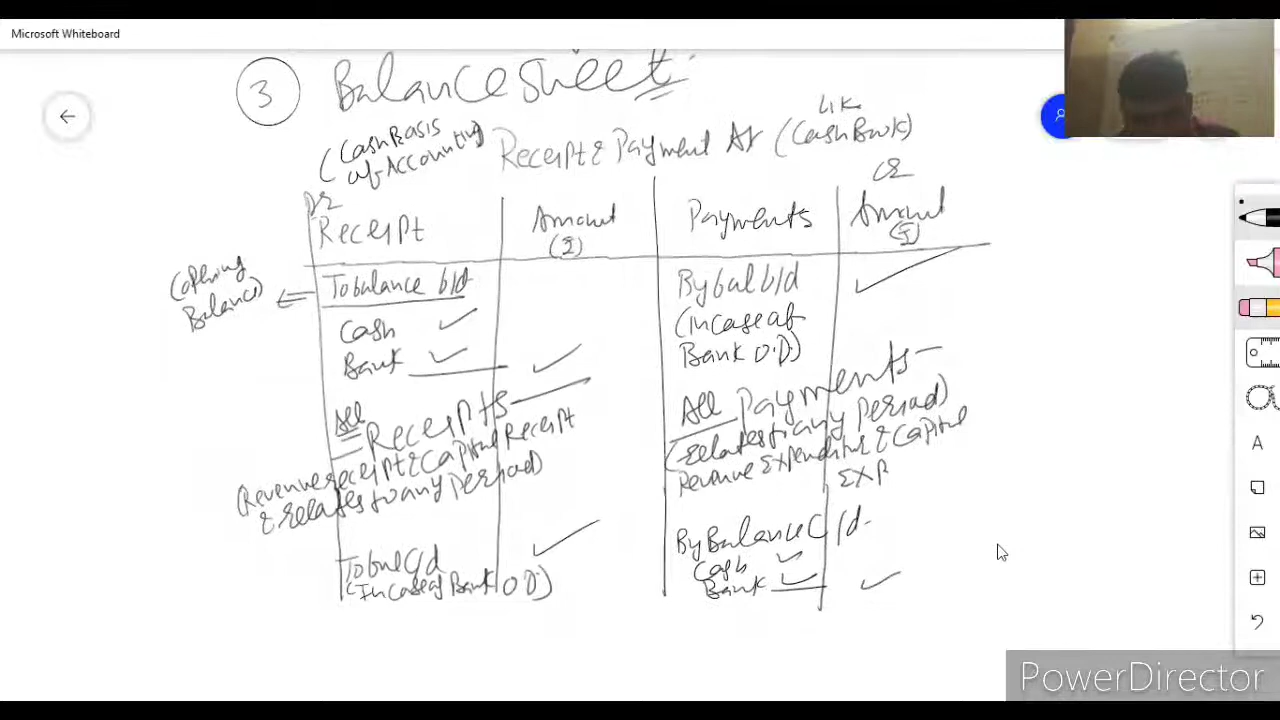 Microsoft Whiteboard
3 Balance sheet
(Cash Basis of Accounting Receipt & Payment A/c (Like Cash Book)
Dr Cr
Receipt Amount (₹) Payments Amount (₹)
(opening Balance) To balance b/d
Cash
Bank
By bal b/d
(In case of
Bank O.D.)
All Receipts
(Revenue receipt & Capital Receipt
& relates to any period)
All Payments
(relates to any Period)
Revenue Expenditure & Capital
Exp
To bal c/d
(In case of Bank O D.)
By Balance C/d
Cash
Bank
A
PowerDirector